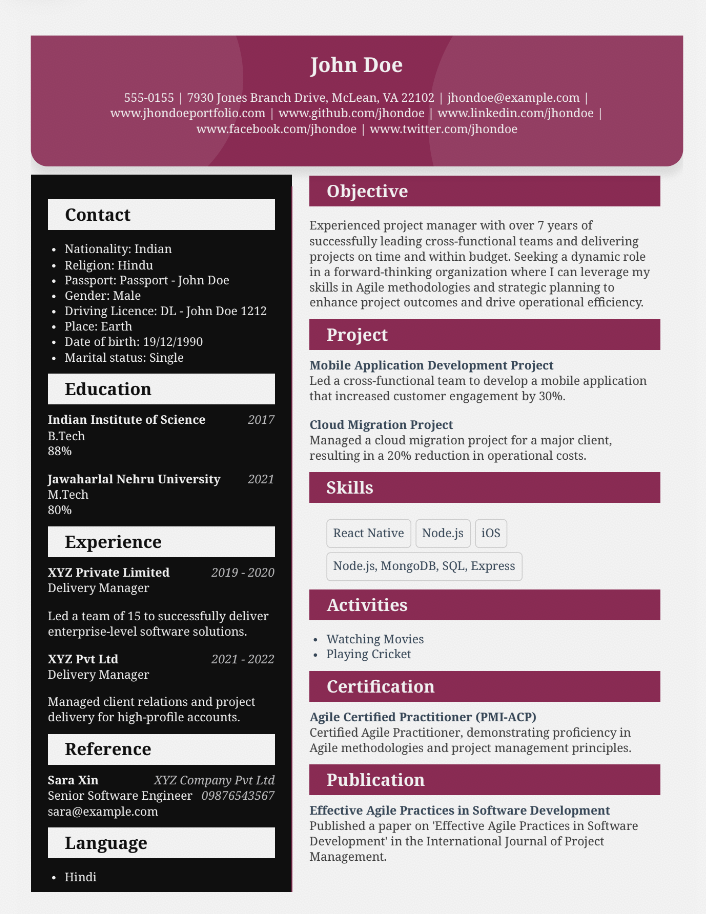 John Doe
555-0155 | 7930 Jones Branch Drive, McLean, VA 22102 | jhondoe@example.com |
www.jhondoeportfolio.com | www.github.com/jhondoe | www.linkedin.com/jhondoe |
www.facebook.com/jhondoe | www.twitter.com/jhondoe
Contact
• Nationality: Indian
• Religion: Hindu
• Passport: Passport - John Doe
• Gender: Male
• Driving Licence: DL - John Doe 1212
• Place: Earth
• Date of birth: 19/12/1990
• Marital status: Single
Education
Indian Institute of Science 2017
B.Tech
88%
Jawaharlal Nehru University 2021
M.Tech
80%
Experience
XYZ Private Limited 2019 - 2020
Delivery Manager
Led a team of 15 to successfully deliver
enterprise-level software solutions.
XYZ Pvt Ltd 2021 - 2022
Delivery Manager
Managed client relations and project
delivery for high-profile accounts.
Reference
Sara Xin XYZ Company Pvt Ltd
Senior Software Engineer 09876543567
sara@example.com
Language
• Hindi
Objective
Experienced project manager with over 7 years of
successfully leading cross-functional teams and delivering
projects on time and within budget. Seeking a dynamic role
in a forward-thinking organization where I can leverage my
skills in Agile methodologies and strategic planning to
enhance project outcomes and drive operational efficiency.
Project
Mobile Application Development Project
Led a cross-functional team to develop a mobile application
that increased customer engagement by 30%.
Cloud Migration Project
Managed a cloud migration project for a major client,
resulting in a 20% reduction in operational costs.
Skills
React Native Node.js iOS
Node.js, MongoDB, SQL, Express
Activities
• Watching Movies
• Playing Cricket
Certification
Agile Certified Practitioner (PMI-ACP)
Certified Agile Practitioner, demonstrating proficiency in
Agile methodologies and project management principles.
Publication
Effective Agile Practices in Software Development
Published a paper on 'Effective Agile Practices in Software
Development' in the International Journal of Project
Management.